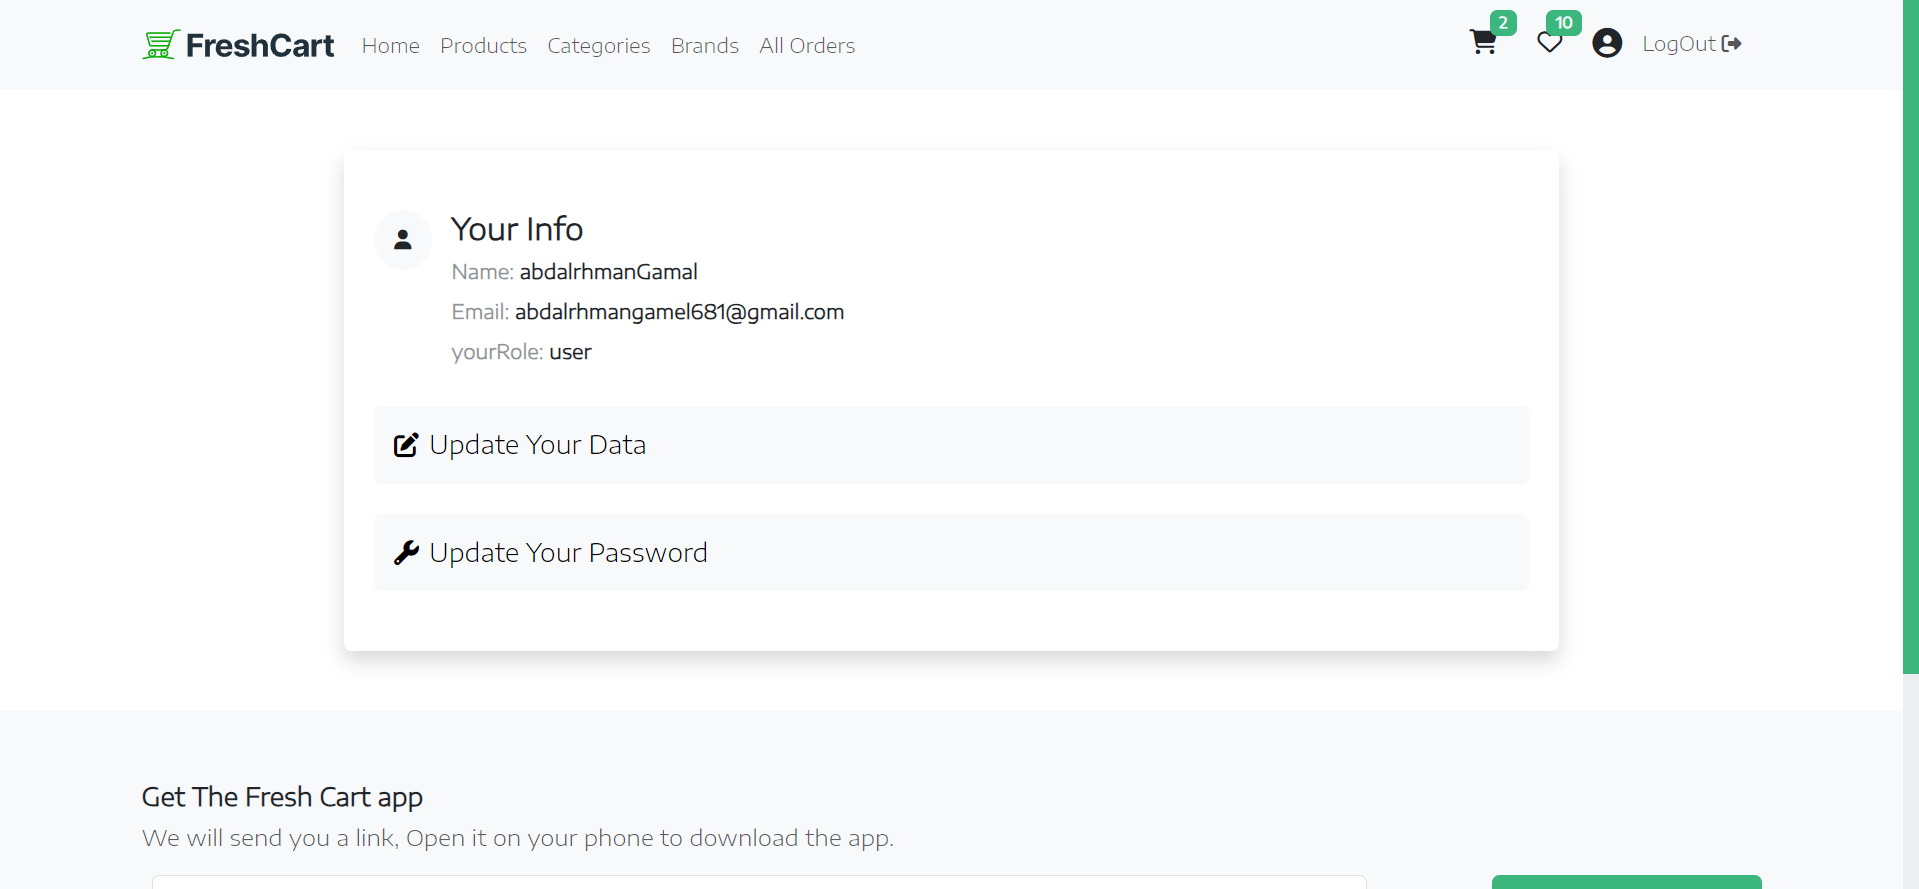 FreshCart Home Products Categories Brands All Orders 2 10 LogOut
Your Info
Name: abdalrhmanGamal
Email: abdalrhmangamel681@gmail.com
yourRole: user
Update Your Data
Update Your Password
Get The Fresh Cart app
We will send you a link, Open it on your phone to download the app.